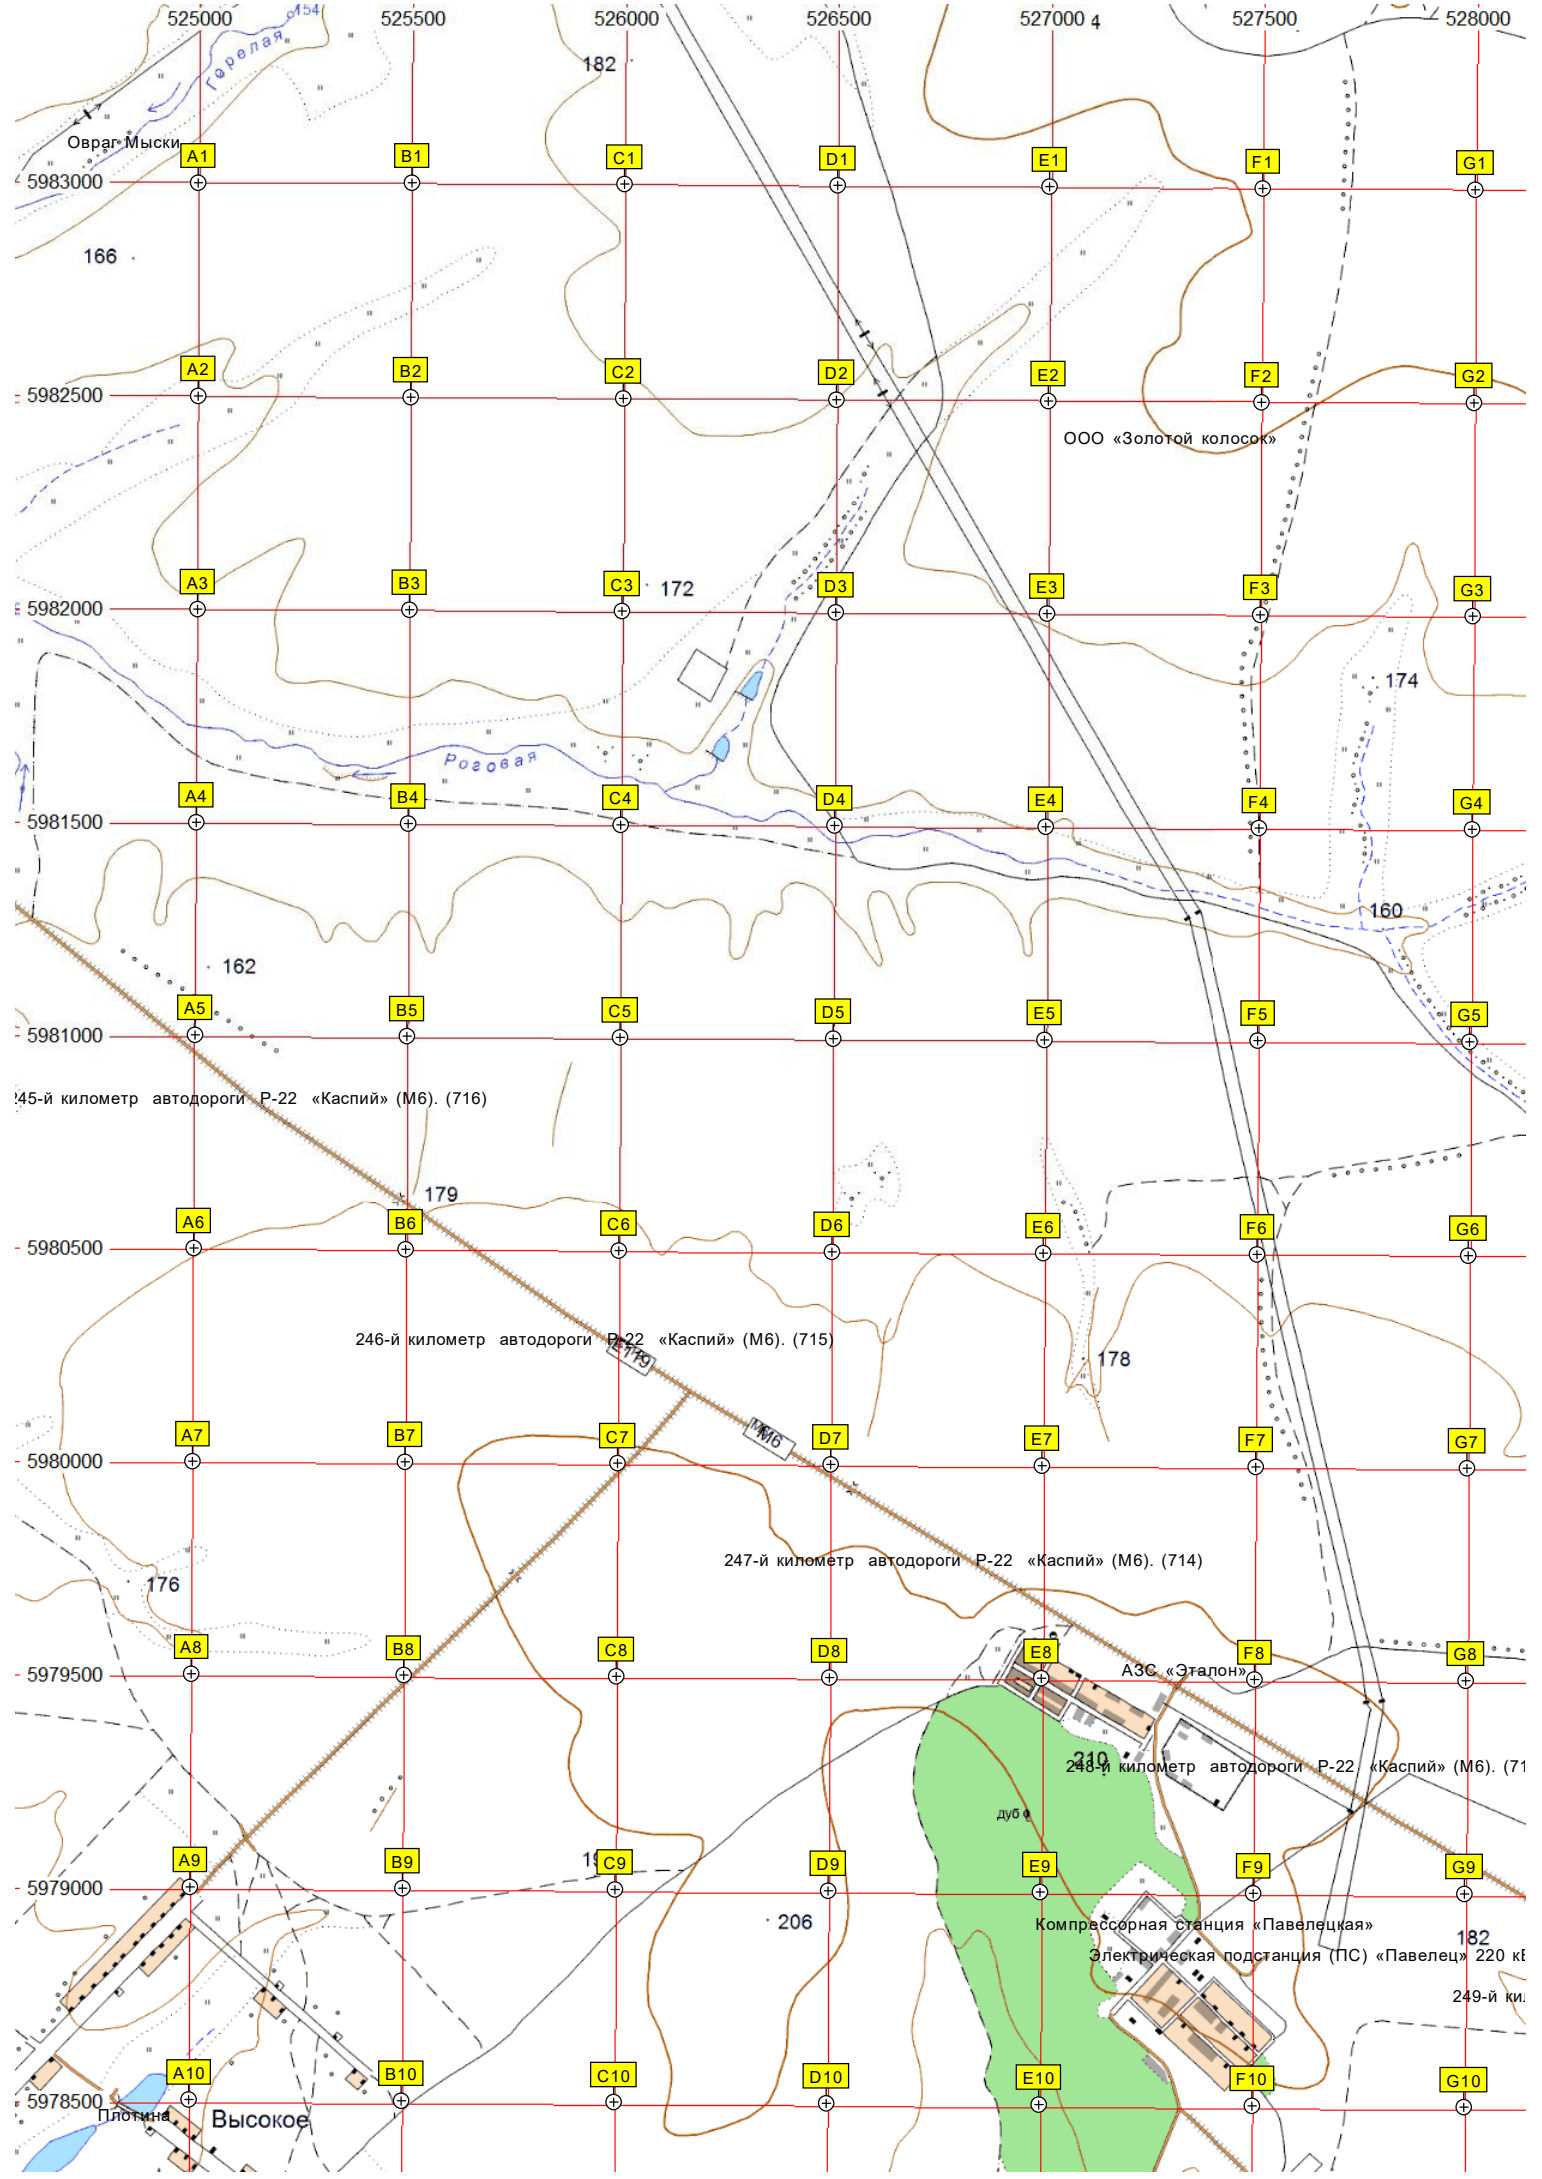 525000 525500 526000 526500 527000 4 527500 528000
154
Горелая
182
Овраг Мыски
A1 B1 C1 D1 E1 F1 G1
5983000
166
A2 B2 C2 D2 E2 F2 G2
5982500
ООО «Золотой колосок»
A3 B3 C3 172 D3 E3 F3 G3
5982000
174
Роговая
A4 B4 C4 D4 E4 F4 G4
5981500
160
162
A5 B5 C5 D5 E5 F5 G5
5981000
245-й километр автодороги Р-22 «Каспий» (М6). (716)
179
A6 B6 C6 D6 E6 F6 G6
5980500
246-й километр автодороги Р-22 «Каспий» (М6). (715)
E119
178
M6
A7 B7 C7 D7 E7 F7 G7
5980000
247-й километр автодороги Р-22 «Каспий» (М6). (714)
176
A8 B8 C8 D8 E8 F8 G8
5979500
АЗС «Эталон»
210
248-й километр автодороги Р-22 «Каспий» (М6). (71
дуб
A9 B9 C9 D9 E9 F9 G9
5979000
206
Компрессорная станция «Павелецкая»
182
Электрическая подстанция (ПС) «Павелец» 220 кВ
249-й ки
A10 B10 C10 D10 E10 F10 G10
5978500
Плотина
Высокое